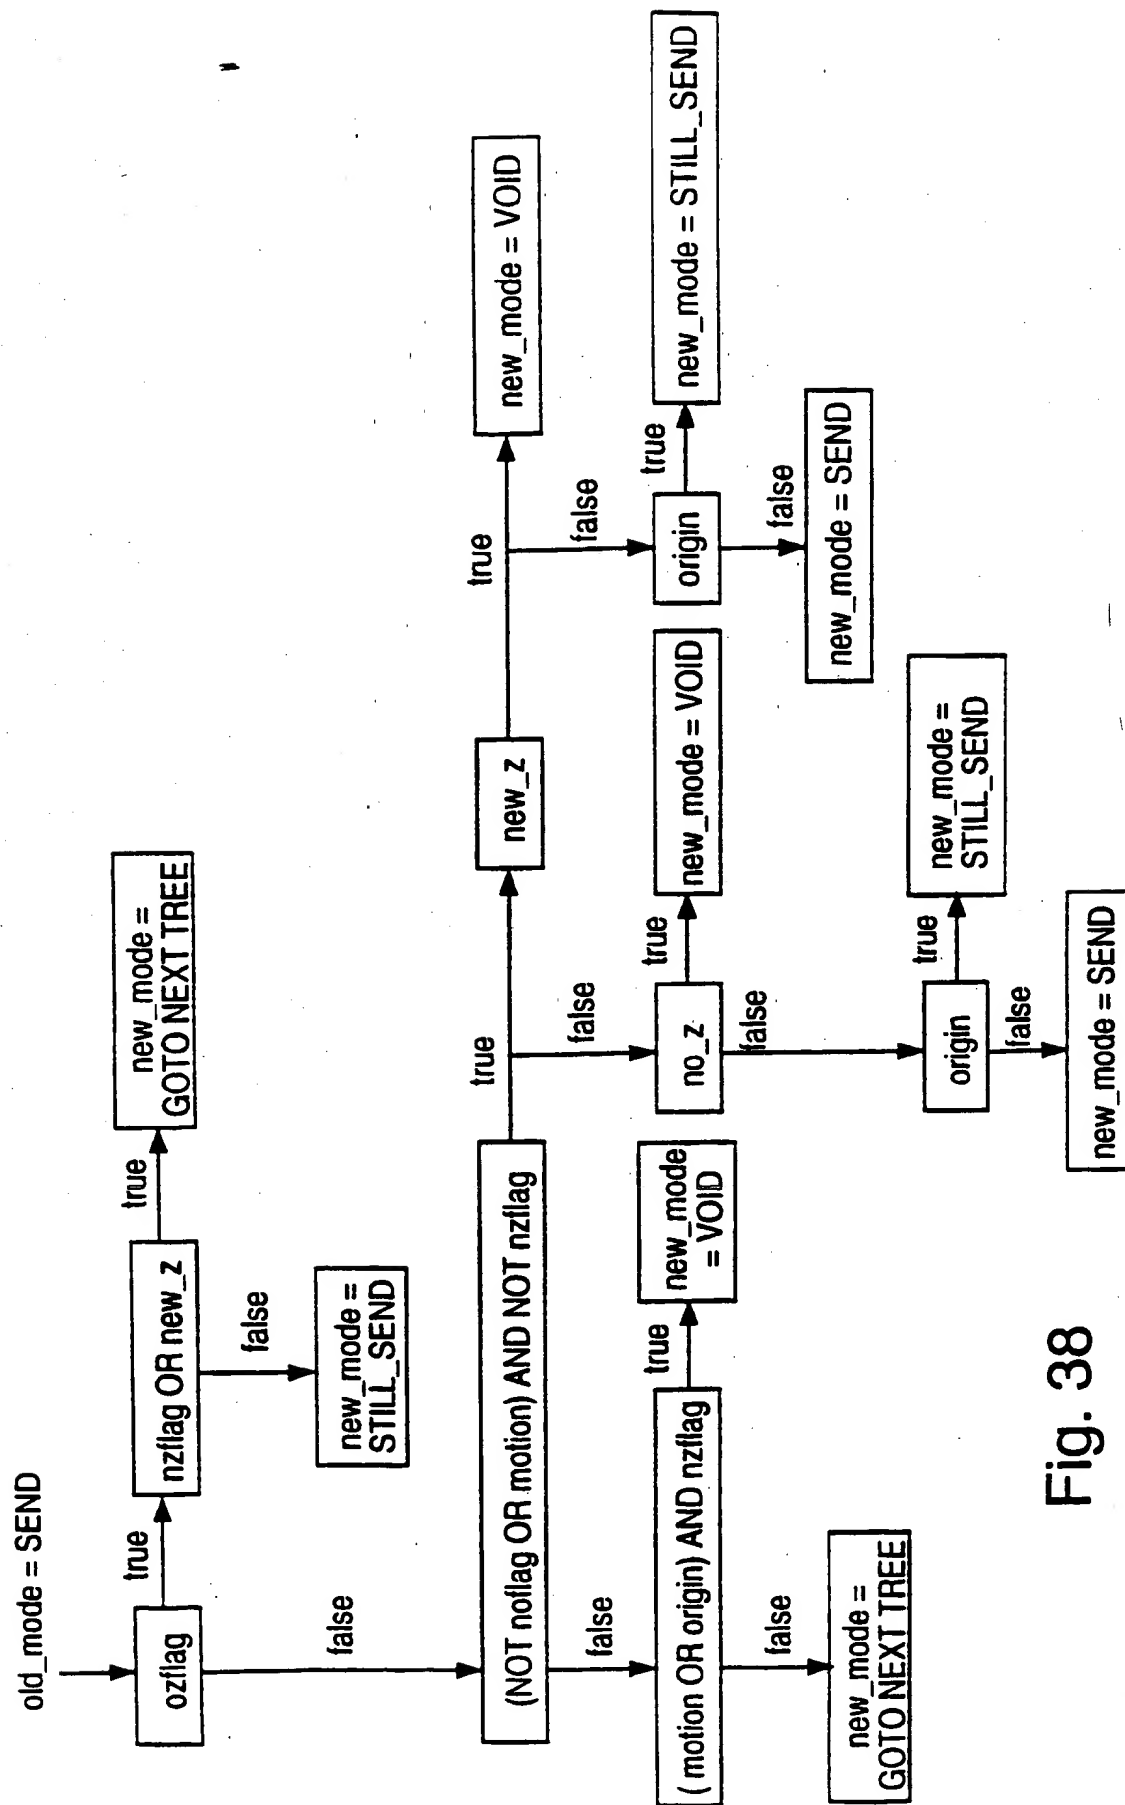 old_mode = SEND
ozflag
true
nzflag OR new_z
true
new_mode =
GOTO NEXT TREE
false
new_mode =
STILL_SEND
false
(NOT noflag OR motion) AND NOT nzflag
true
new_z
true
new_mode = VOID
false
origin
true
new_mode = STILL_SEND
false
new_mode = SEND
false
no_z
true
new_mode = VOID
false
origin
true
new_mode =
STILL_SEND
false
new_mode = SEND
false
( motion OR origin) AND nzflag
true
new_mode
= VOID
false
new_mode =
GOTO NEXT TREE
Fig. 38